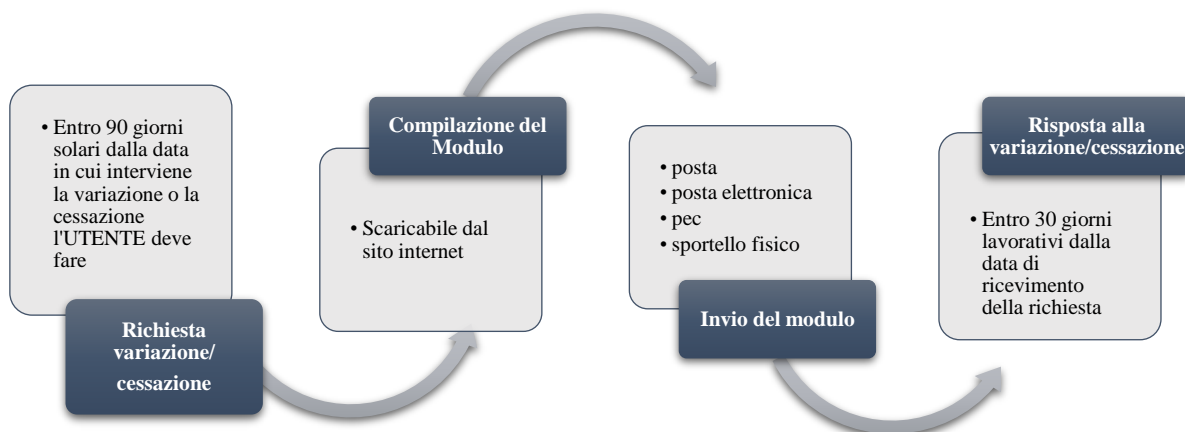 • Entro 90 giorni
solari dalla data
in cui interviene
la variazione o la
cessazione
l'UTENTE deve
fare
Richiesta
variazione/
cessazione
Compilazione del
Modulo
• Scaricabile dal
sito internet
• posta
• posta elettronica
• pec
• sportello fisico
Invio del modulo
Risposta alla
variazione/cessazione
• Entro 30 giorni
lavorativi dalla
data di
ricevimento
della richiesta